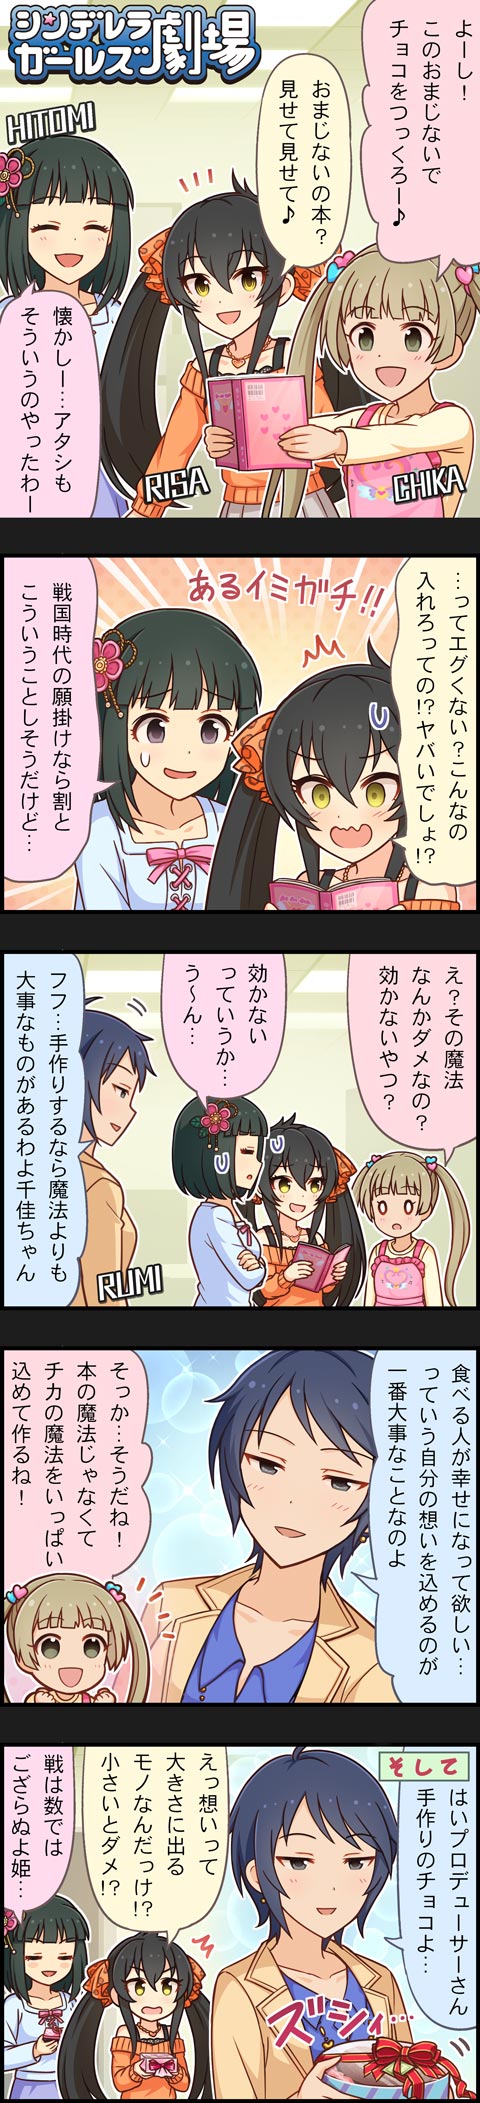 シンデレラ
ガールズ劇場
よーし!
このおまじないで
チョコをつっくろー♪
おまじないの本?
見せて見せて♪
HITOMI
懐かしー…アタシも
そういうのやったわー
RISA
CHIKA
…ってエグくない?こんなの
入れろっての!?ヤバいでしょ!?
あるイミガチ!!
戦国時代の願掛けなら割と
こういうことしそうだけど…
え?その魔法
なんかダメなの?
効かないやつ?
効かない
っていうか…
う〜ん…
フフ…手作りするなら魔法よりも
大事なものがあるわよ千佳ちゃん
RUMI
食べる人が幸せになって欲しい…
っていう自分の想いを込めるのが
一番大事なことなのよ
そっか…そうだね!
本の魔法じゃなくて
チカの魔法をいっぱい
込めて作るね!
そして
はいプロデューサーさん
手作りのチョコよ…
ズシィ…
えっ想いって
大きさに出る
モノなんだっけ!?
小さいとダメ!?
戦は数では
ござらぬよ姫…